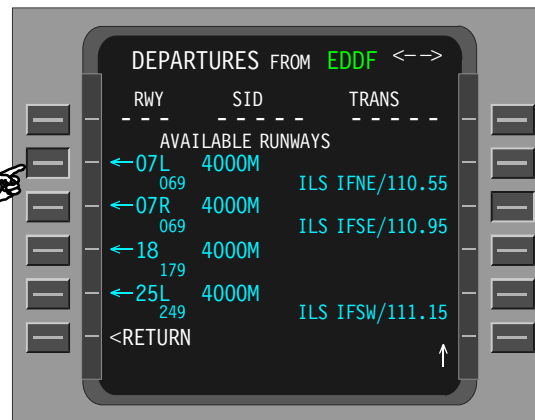 DEPARTURES FROM EDDF <-->
RWY SID TRANS
--- ----- -----
AVAILABLE RUNWAYS
←07L 4000M
069 ILS IFNE/110.55
←07R 4000M
069 ILS IFSE/110.95
←18 4000M
179
←25L 4000M
249 ILS IFSW/111.15
<RETURN ↑